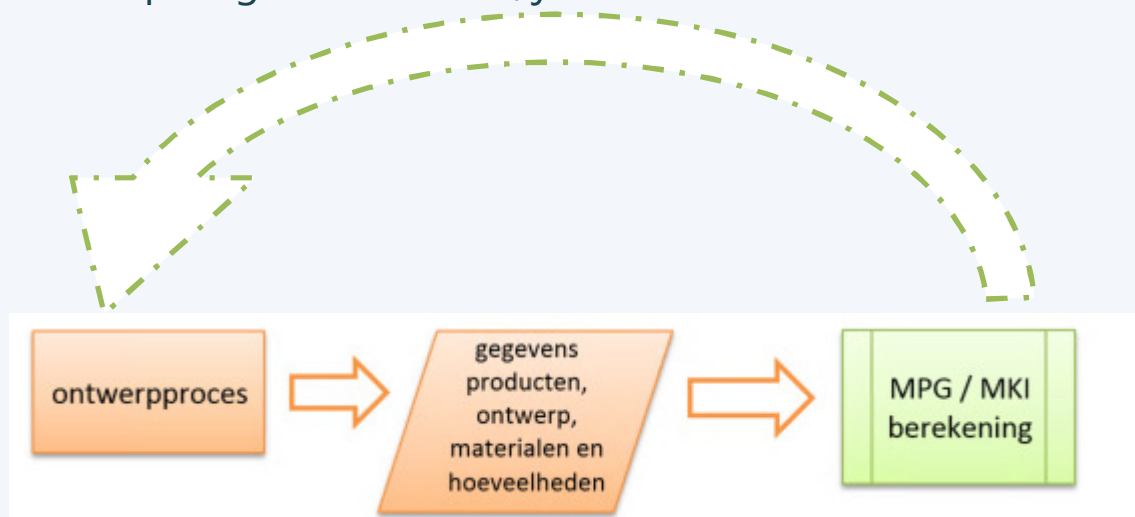 ontwerpproces
gegevens
producten,
ontwerp,
materialen en
hoeveelheden
MPG / MKI
berekening